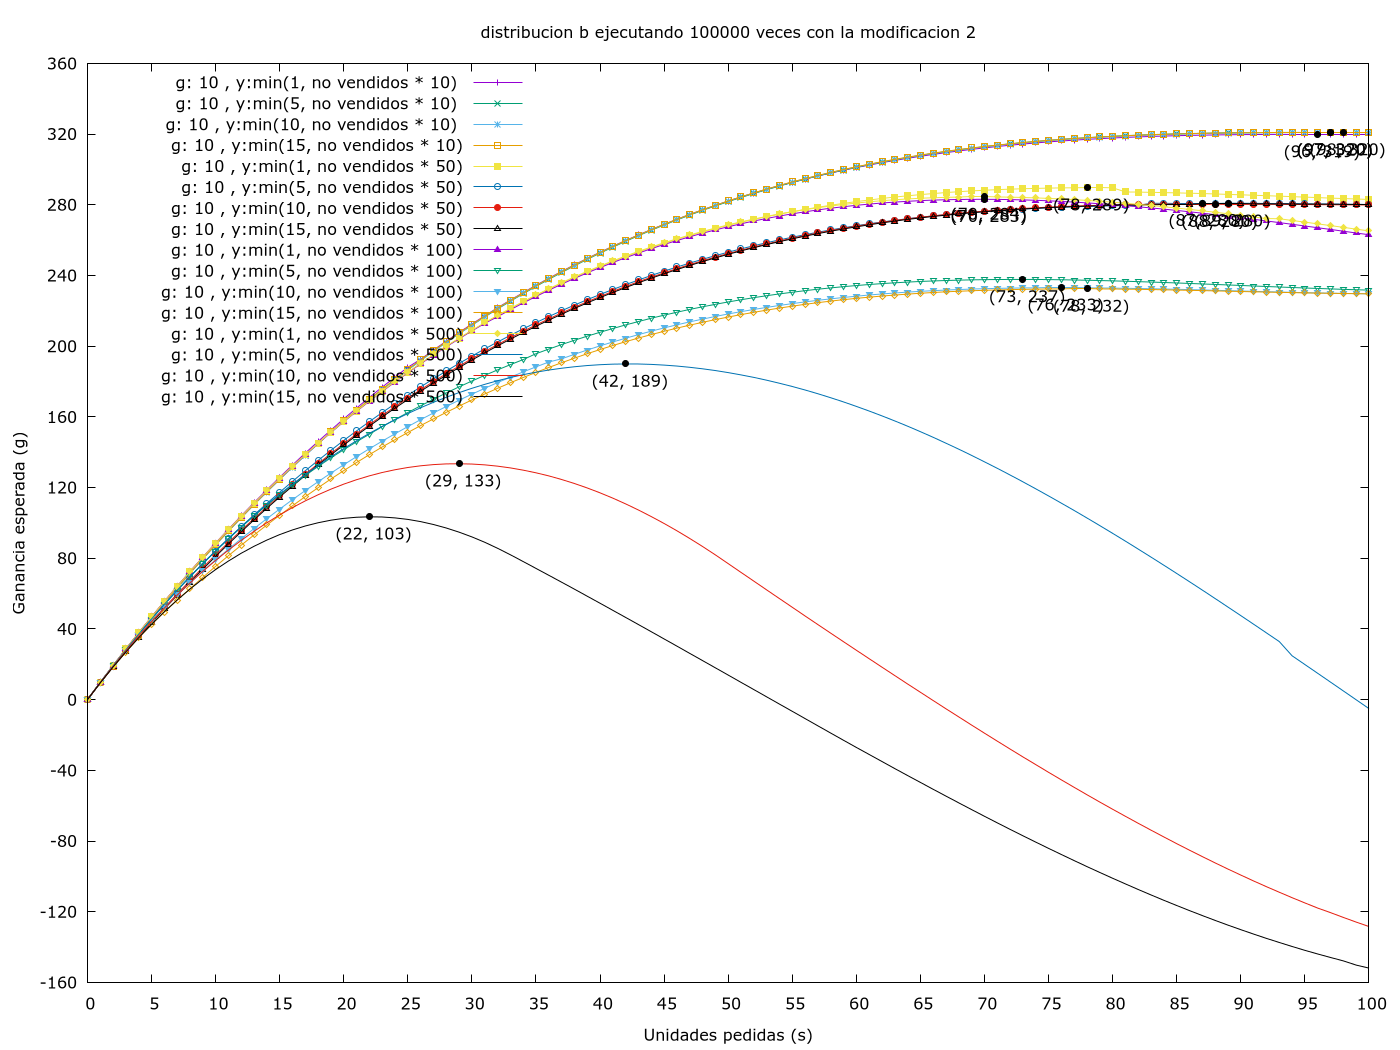 distribucion b ejecutando 100000 veces con la modificacion 2
g: 10 , y:min(1, no vendidos * 10)
g: 10 , y:min(5, no vendidos * 10)
g: 10 , y:min(10, no vendidos * 10)
g: 10 , y:min(15, no vendidos * 10)
g: 10 , y:min(1, no vendidos * 50)
g: 10 , y:min(5, no vendidos * 50)
g: 10 , y:min(10, no vendidos * 50)
g: 10 , y:min(15, no vendidos * 50)
g: 10 , y:min(1, no vendidos * 100)
g: 10 , y:min(5, no vendidos * 100)
g: 10 , y:min(10, no vendidos * 100)
g: 10 , y:min(15, no vendidos * 100)
g: 10 , y:min(1, no vendidos * 500)
g: 10 , y:min(5, no vendidos * 500)
g: 10 , y:min(10, no vendidos * 500)
g: 10 , y:min(15, no vendidos * 500)
360
320
280
240
200
160
120
80
40
0
-40
-80
-120
-160
Ganancia esperada (g)
(78, 289)
(73, 237)
(78, 232)
(42, 189)
(29, 133)
(22, 103)
0 5 10 15 20 25 30 35 40 45 50 55 60 65 70 75 80 85 90 95 100
Unidades pedidas (s)